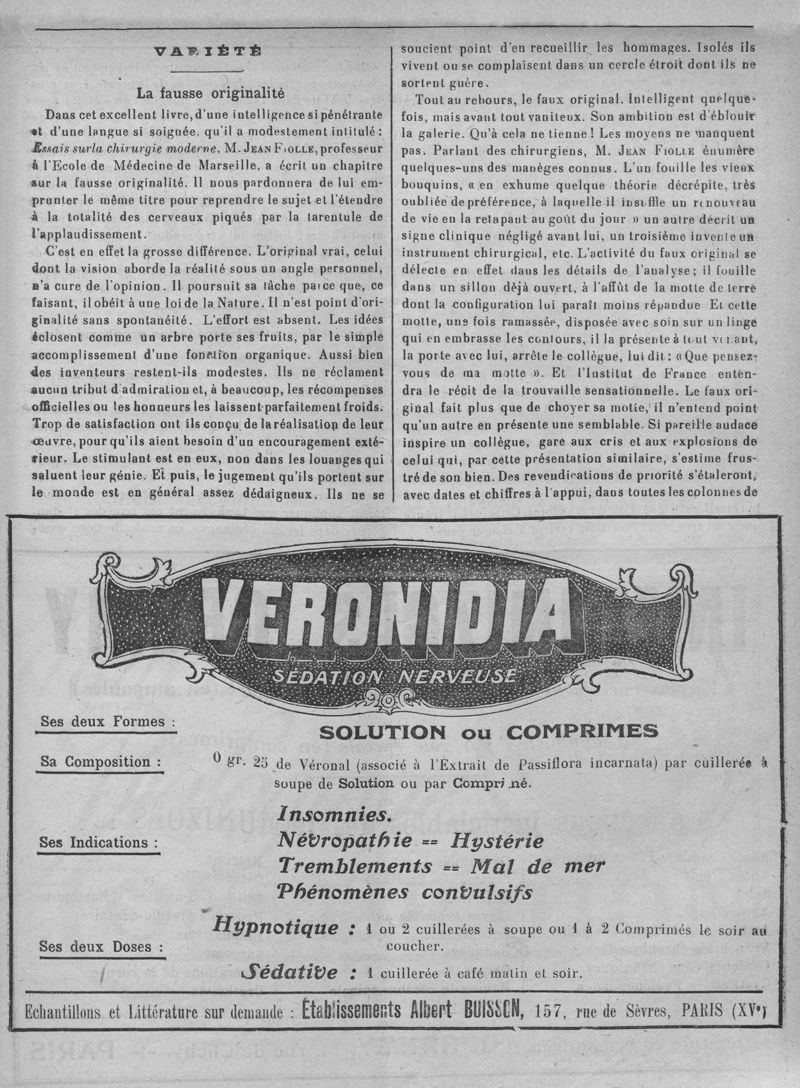 VARIÉTÉ
La fausse originalité
Dans cet excellent livre, d'une intelligence si pénétrante
et d'une langue si soignée, qu'il a modestement intitulé :
Essais sur la chirurgie moderne, M. JEAN FIOLLE, professeur
à l'Ecole de Médecine de Marseille, a écrit un chapitre
sur la fausse originalité. Il nous pardonnera de lui em-
prunter le même titre pour reprendre le sujet et l'étendre
à la totalité des cerveaux piqués par la tarentule de
l'applaudissement.
C'est en effet la grosse différence. L'original vrai, celui
dont la vision aborde la réalité sous un angle personnel,
n'a cure de l'opinion. Il poursuit sa tâche parce que, ce
faisant, il obéit à une loi de la Nature. Il n'est point d'ori-
ginalité sans spontanéité. L'effort est absent. Les idées
éclosent comme un arbre porte ses fruits, par le simple
accomplissement d'une fonction organique. Aussi bien
des inventeurs restent-ils modestes. Ils ne réclament
aucun tribut d'admiration et, à beaucoup, les récompenses
officielles ou les honneurs les laissent parfaitement froids.
Trop de satisfaction ont ils conçu de la réalisation de leur
œuvre, pour qu'ils aient besoin d'un encouragement exté-
rieur. Le stimulant est en eux, non dans les louanges qui
saluent leur génie. Et puis, le jugement qu'ils portent sur
le monde est en général assez dédaigneux. Ils ne se
soucient point d'en recueillir les hommages. Isolés ils
vivent ou se complaisent dans un cercle étroit dont ils ne
sortent guère.
Tout au rebours, le faux original. Intelligent quelque-
fois, mais avant tout vaniteux. Son ambition est d'éblouir
la galerie. Qu'à cela ne tienne ! Les moyens ne manquent
pas. Parlant des chirurgiens, M. JEAN FIOLLE énumère
quelques-uns des manèges connus. L'un fouille les vieux
bouquins, « en exhume quelque théorie décrépite, très
oubliée de préférence, à laquelle il insuffle un renouveau
de vie en la retapant au goût du jour » un autre décrit un
signe clinique négligé avant lui, un troisième invente un
instrument chirurgical, etc. L'activité du faux original se
délecte en effet dans les détails de l'analyse ; il fouille
dans un sillon déjà ouvert, à l'affût de la motte de terre
dont la configuration lui paraît moins répandue Et cette
motte, une fois ramassée, disposée avec soin sur un linge
qui en embrasse les contours, il la présente à tout venant,
la porte avec lui, arrête le collègue, lui dit : « Que pensez-
vous de ma motte ». Et l'Institut de France enten-
dra le récit de la trouvaille sensationnelle. Le faux ori-
ginal fait plus que de choyer sa motte, il n'entend point
qu'un autre en présente une semblable. Si pareille audace
inspire un collègue, gare aux cris et aux explosions de
celui qui, par cette présentation similaire, s'estime frus-
tré de son bien. Des revendications de priorité s'étaleront,
avec dates et chiffres à l'appui, dans toutes les colonnes de
VERONIDIA
SÉDATION NERVEUSE
Ses deux Formes :
SOLUTION ou COMPRIMES
Sa Composition :
0 gr. 25 de Véronal (associé à l'Extrait de Passiflora incarnata) par cuillerée à
soupe de Solution ou par Comprimé.
Ses Indications :
Insomnies.
Névropathie == Hystérie
Tremblements == Mal de mer
Phénomènes convulsifs
Ses deux Doses :
Hypnotique : 1 ou 2 cuillerées à soupe ou 1 à 2 Comprimés le soir au
coucher.
Sédative : 1 cuillerée à café matin et soir.
Echantillons et Littérature sur demande : Établissements Albert BUISSON, 157, rue de Sèvres, PARIS (XVe)